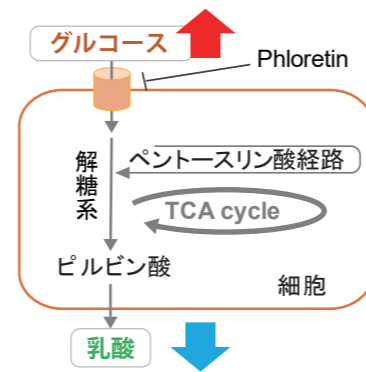 グルコース
Phloretin
解糖系
ペントースリン酸経路
TCA cycle
ピルビン酸
細胞
乳酸